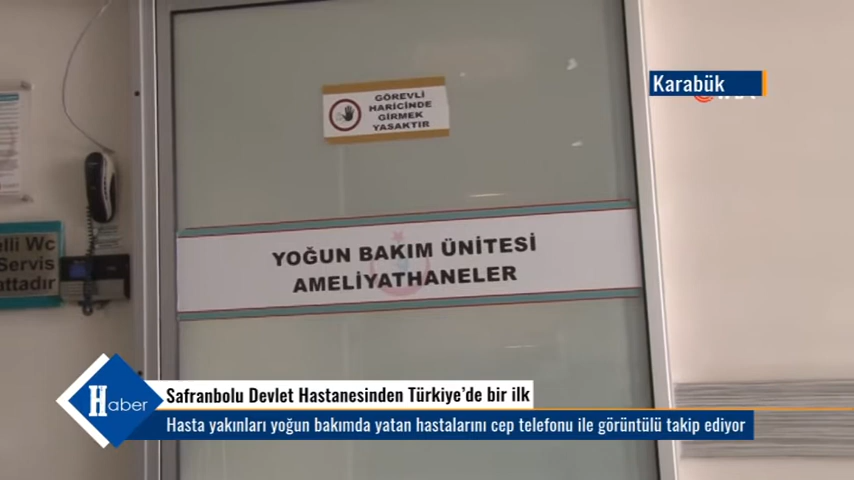 Karabük
GÖREVLİ
HARİCİNDE
GİRMEK
YASAKTIR
YOĞUN BAKIM ÜNİTESİ
AMELİYATHANELER
elli Wc
Servis
attadır
Haber
Safranbolu Devlet Hastanesinden Türkiye’de bir ilk
Hasta yakınları yoğun bakımda yatan hastalarını cep telefonu ile görüntülü takip ediyor